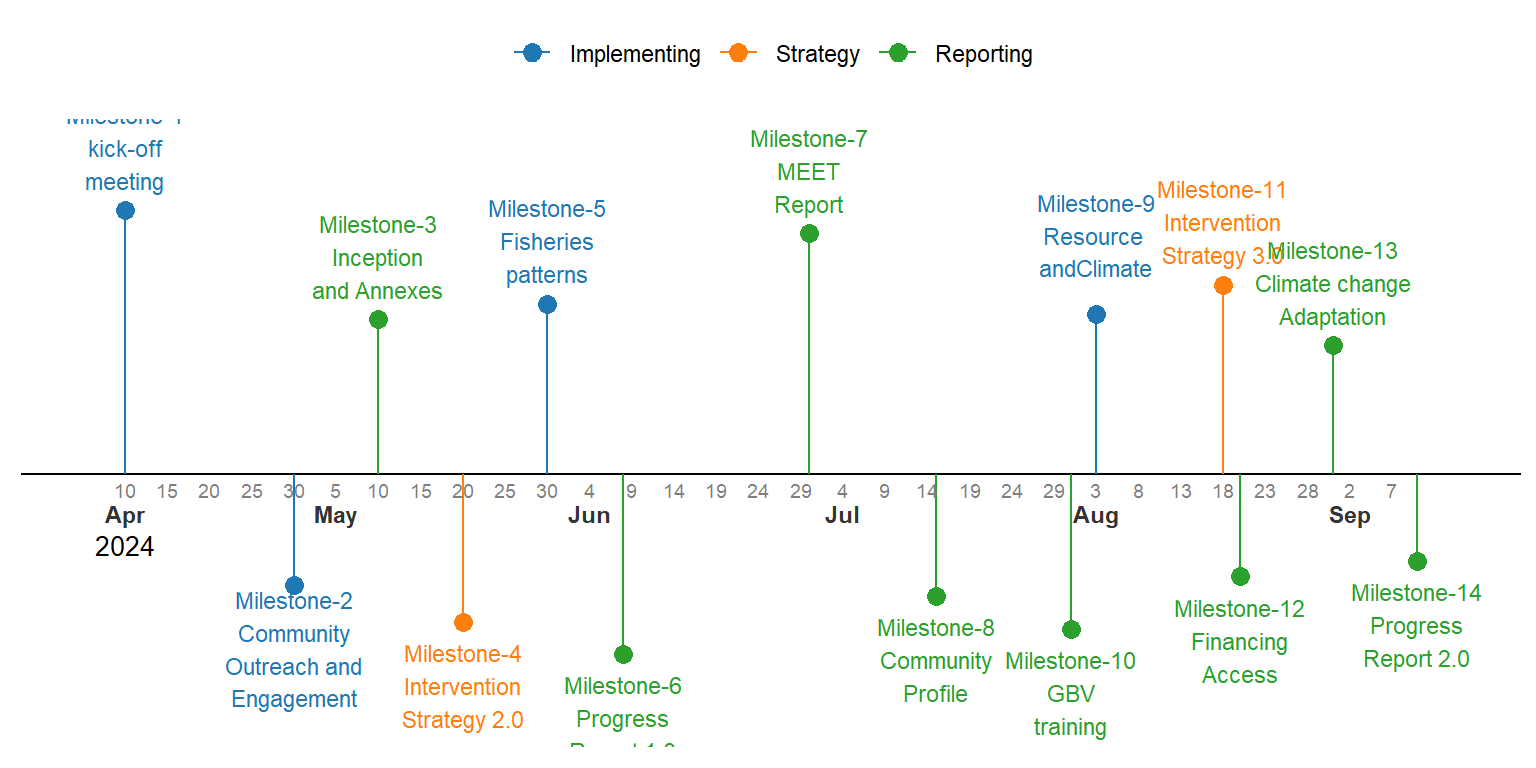 Implementing Strategy Reporting
Milestone-1
kick-off
meeting
Milestone-3
Inception
and Annexes
Milestone-5
Fisheries
patterns
Milestone-7
MEET
Report
Milestone-9
Resource
andClimate
Milestone-11
Intervention
Strategy 3.0
Milestone-13
Climate change
Adaptation
10 15 20 25 30 5 10 15 20 25 30 4 9 14 19 24 29 4 9 14 19 24 29 3 8 13 18 23 28 2 7
Apr May Jun Jul Aug Sep
2024
Milestone-2
Community
Outreach and
Engagement
Milestone-4
Intervention
Strategy 2.0
Milestone-6
Progress
Milestone-8
Community
Profile
Milestone-10
GBV
training
Milestone-12
Financing
Access
Milestone-14
Progress
Report 2.0